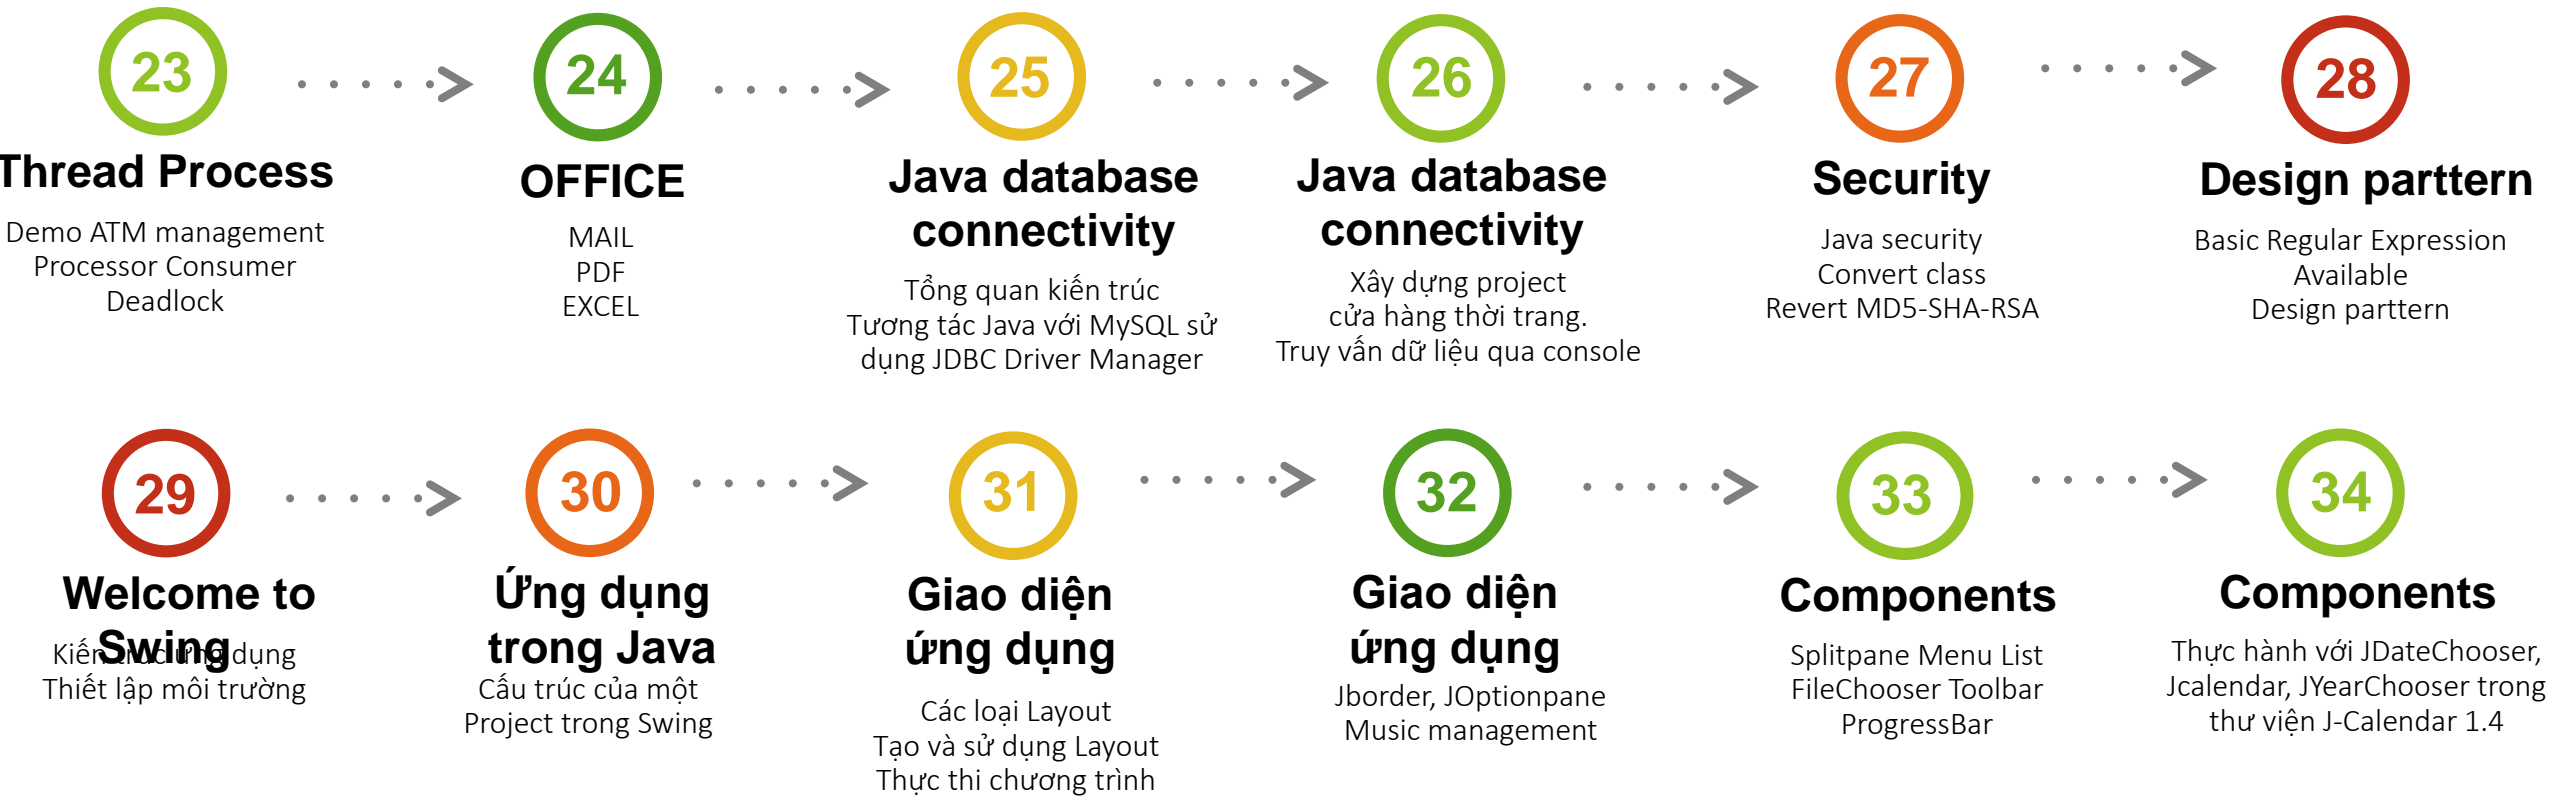 23
Thread Process
Demo ATM management
Processor Consumer
Deadlock
24
OFFICE
MAIL
PDF
EXCEL
25
Java database
connectivity
Tổng quan kiến trúc
Tương tác Java với MySQL sử
dụng JDBC Driver Manager
26
Java database
connectivity
Xây dựng project
cửa hàng thời trang.
Truy vấn dữ liệu qua console
27
Security
Java security
Convert class
Revert MD5-SHA-RSA
28
Design parttern
Basic Regular Expression
Available
Design parttern
29
Welcome to
Swing
Kiến trúc ứng dụng
Thiết lập môi trường
30
Ứng dụng
trong Java
Cấu trúc của một
Project trong Swing
31
Giao diện
ứng dụng
Các loại Layout
Tạo và sử dụng Layout
Thực thi chương trình
32
Giao diện
ứng dụng
Jborder, JOptionpane
Music management
33
Components
Splitpane Menu List
FileChooser Toolbar
ProgressBar
34
Components
Thực hành với JDateChooser,
Jcalendar, JYearChooser trong
thư viện J-Calendar 1.4